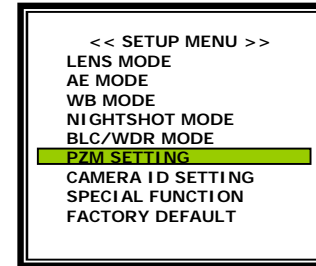 << SETUP MENU >>
LENS MODE
AE MODE
WB MODE
NIGHTSHOT MODE
BLC/WDR MODE
PZM SETTING
CAMERA ID SETTING
SPECIAL FUNCTION
FACTORY DEFAULT